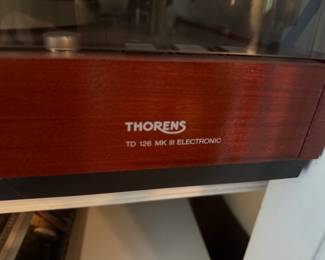 THORENS
TD 126 MK III ELECTRONIC